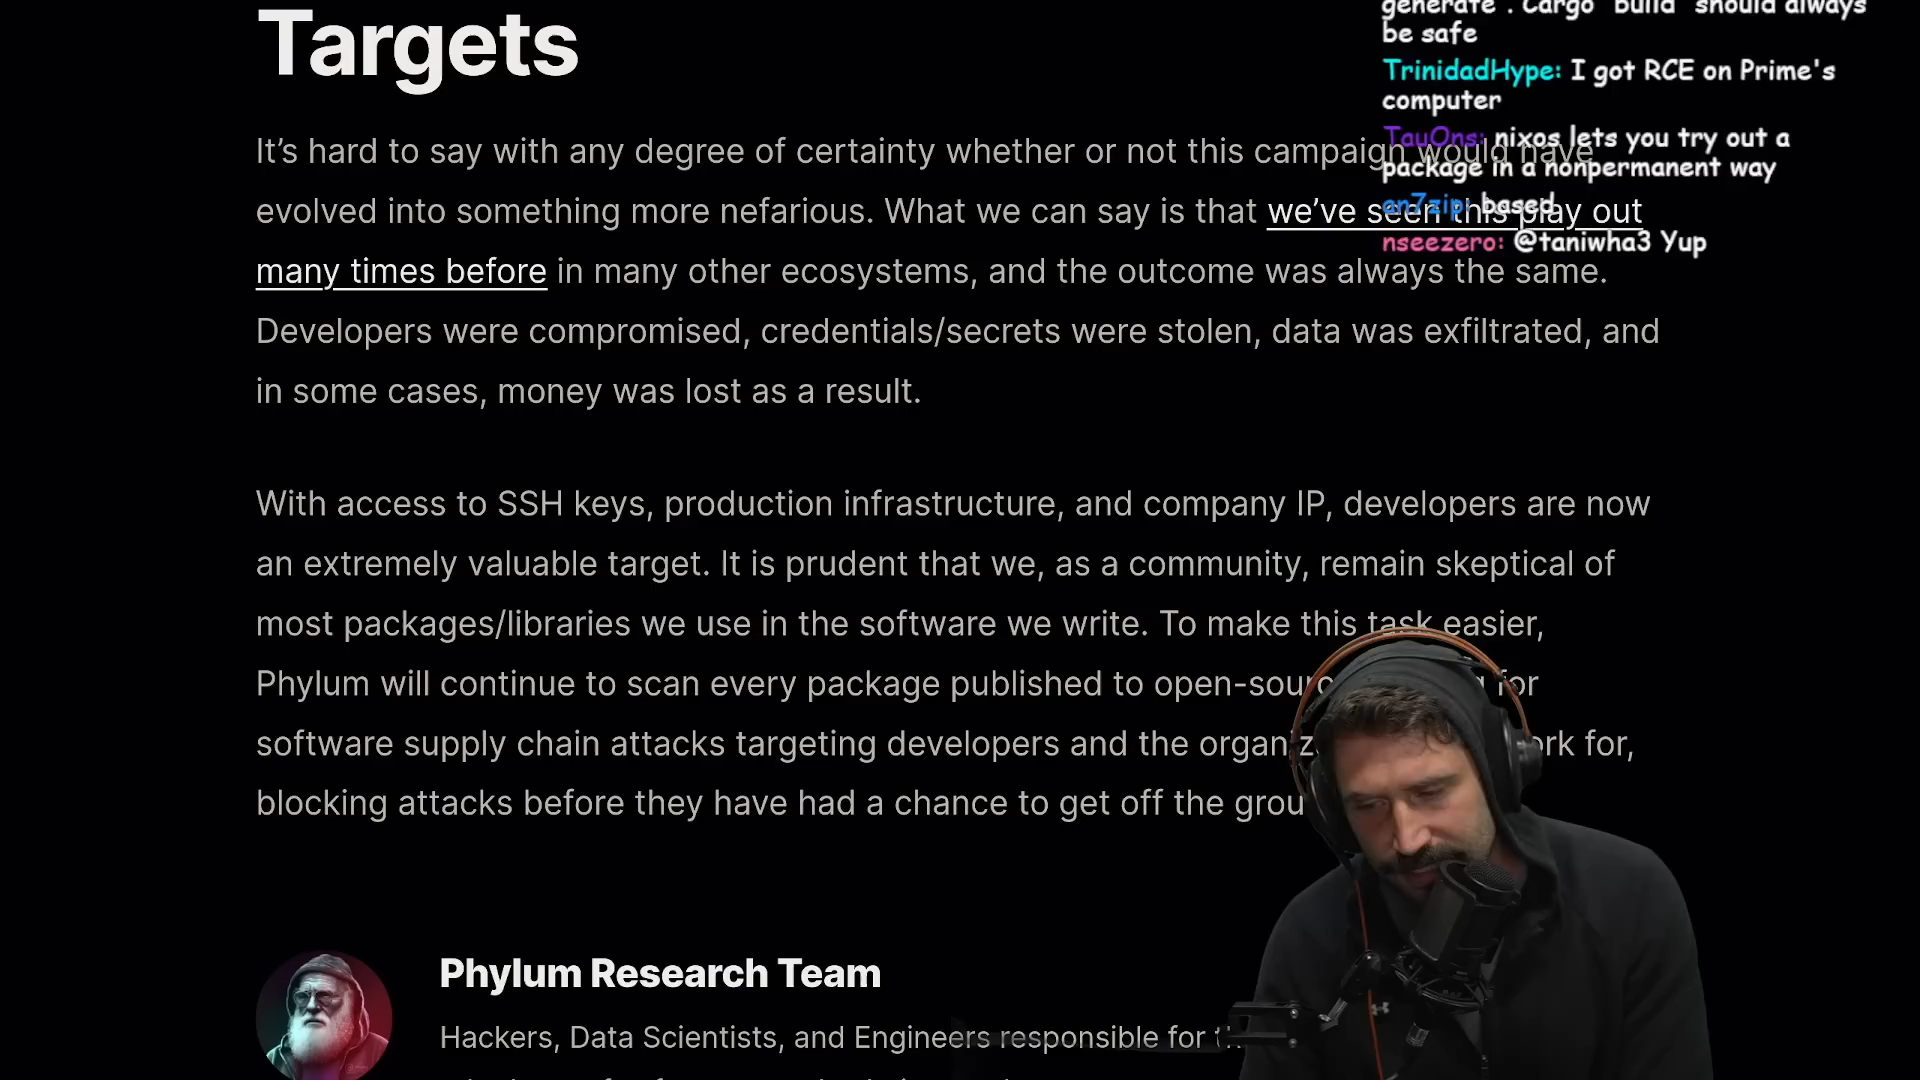 Targets
It’s hard to say with any degree of certainty whether or not this campaign would have
evolved into something more nefarious. What we can say is that we’ve seen this play out
many times before in many other ecosystems, and the outcome was always the same.
Developers were compromised, credentials/secrets were stolen, data was exfiltrated, and
in some cases, money was lost as a result.
With access to SSH keys, production infrastructure, and company IP, developers are now
an extremely valuable target. It is prudent that we, as a community, remain skeptical of
most packages/libraries we use in the software we write. To make this task easier,
Phylum will continue to scan every package published to for
software supply chain attacks targeting developers and the for,
blocking attacks before they have had a chance to get off the
Phylum Research Team
Hackers, Data Scientists, and Engineers responsible for
generate". Cargo "build" should always
be safe
TrinidadHype: I got RCE on Prime's
computer
TauOns: nixos lets you try out a
package in a nonpermanent way
an7zip: based
nseezero: @taniwha3 Yup